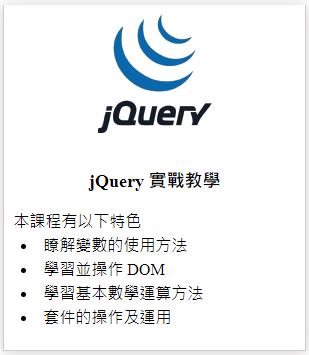 jQuery
jQuery 實戰教學
本課程有以下特色
• 瞭解變數的使用方法
• 學習並操作 DOM
• 學習基本數學運算方法
• 套件的操作及運用